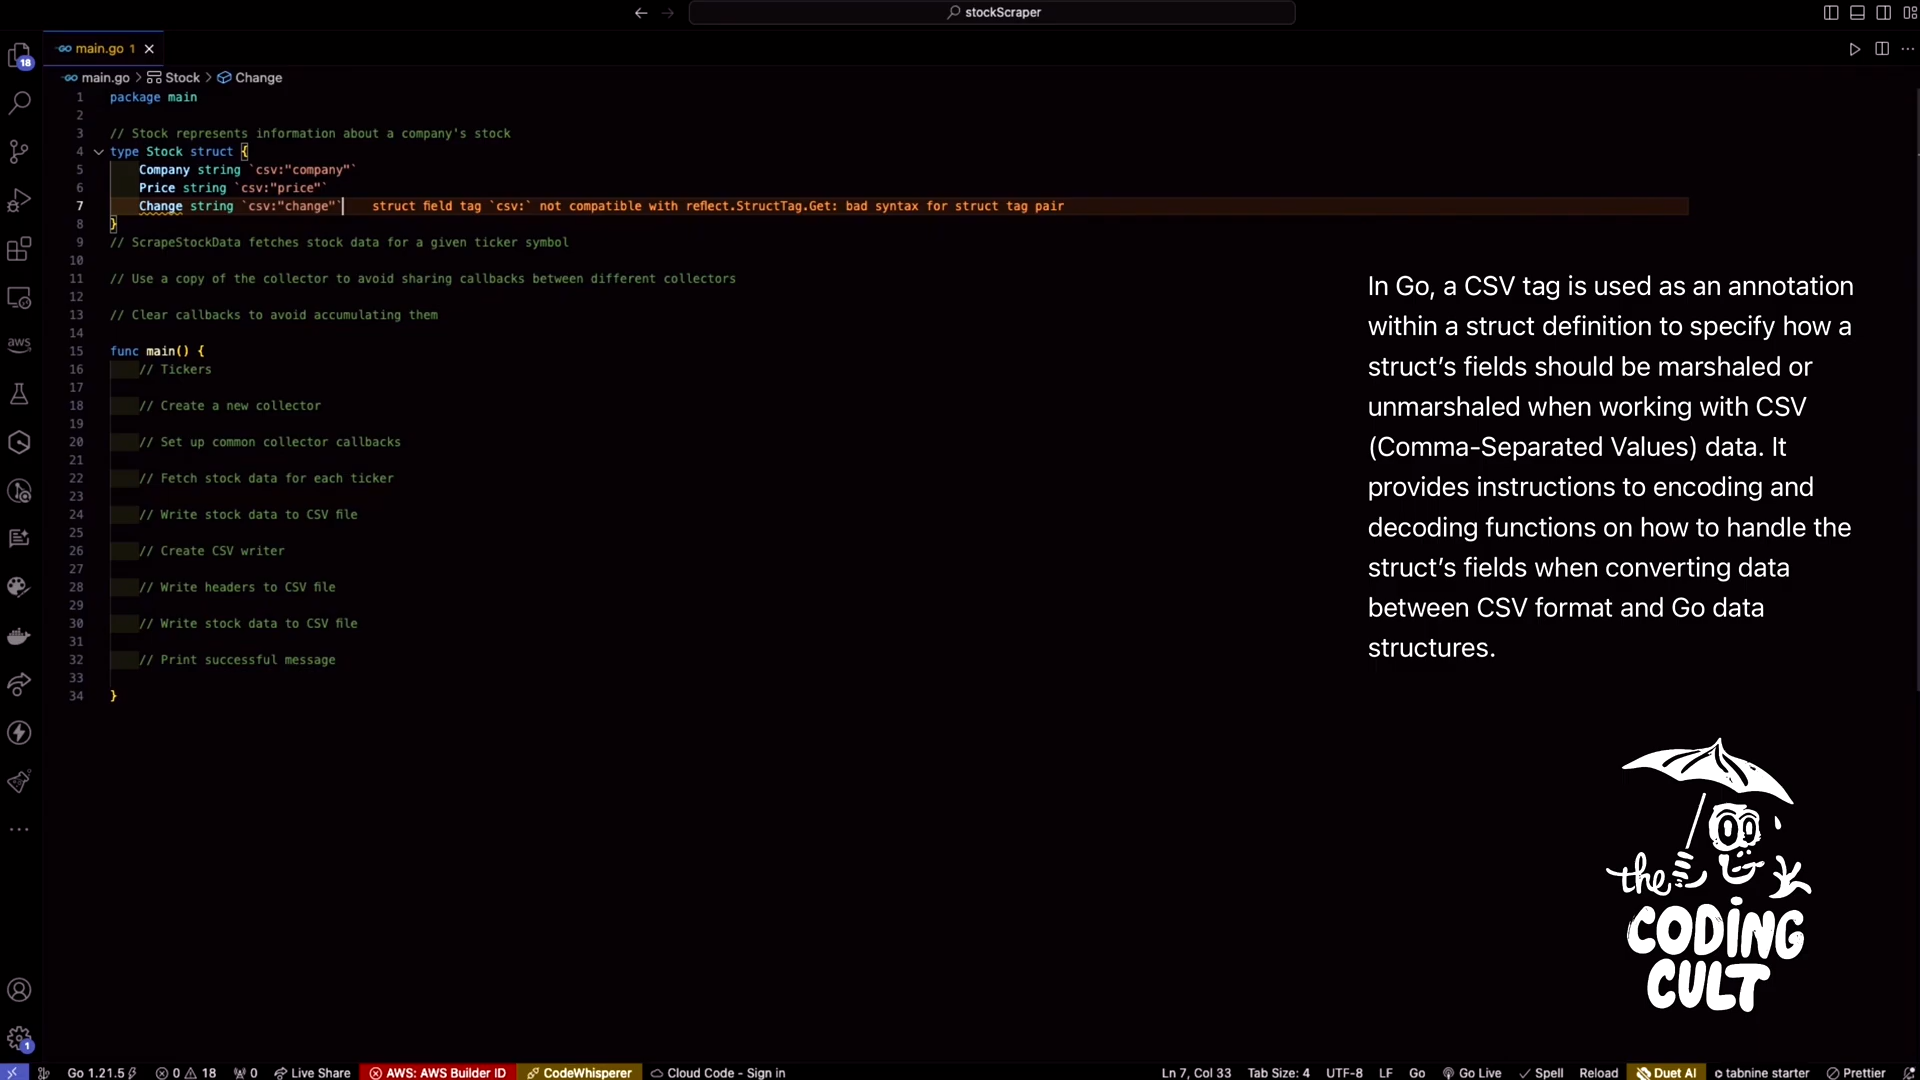 stockScraper
main.go 1
main.go > Stock > Change
18
1 package main
2
3 // Stock represents information about a company's stock
4 type Stock struct {
5 Company string `csv:"company"`
6 Price string `csv:"price"`
7 Change string `csv:"change"` struct field tag `csv:` not compatible with reflect.StructTag.Get: bad syntax for struct tag pair
8 }
9 // ScrapeStockData fetches stock data for a given ticker symbol
10
11 // Use a copy of the collector to avoid sharing callbacks between different collectors
12
13 // Clear callbacks to avoid accumulating them
14
15 func main() {
16 // Tickers
17
18 // Create a new collector
19
20 // Set up common collector callbacks
21
22 // Fetch stock data for each ticker
23
24 // Write stock data to CSV file
25
26 // Create CSV writer
27
28 // Write headers to CSV file
29
30 // Write stock data to CSV file
31
32 // Print successful message
33
34 }
aws
In Go, a CSV tag is used as an annotation
within a struct definition to specify how a
struct’s fields should be marshaled or
unmarshaled when working with CSV
(Comma-Separated Values) data. It
provides instructions to encoding and
decoding functions on how to handle the
struct’s fields when converting data
between CSV format and Go data
structures.
the
CODING
CULT
1
Go 1.21.5 0 18 0 Live Share AWS: AWS Builder ID CodeWhisperer Cloud Code - Sign in Ln 7, Col 33 Tab Size: 4 UTF-8 LF Go Go Live Spell Reload Duet AI tabnine starter Prettier